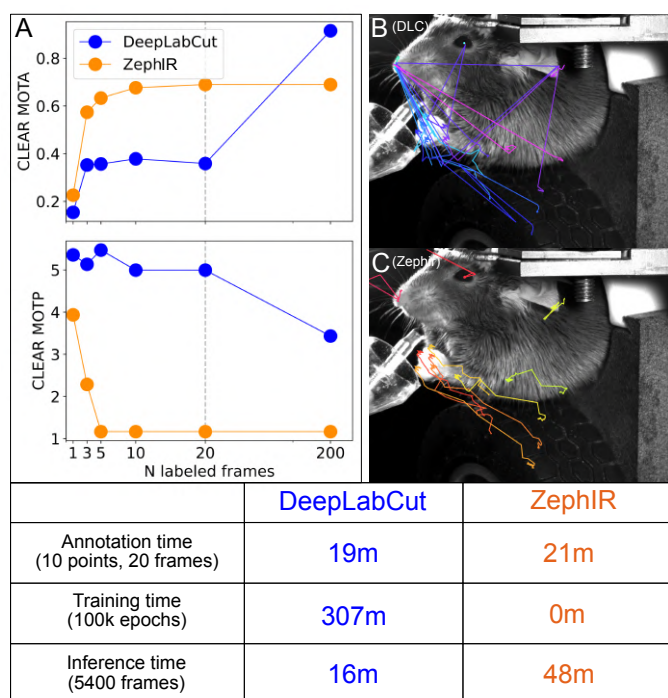 A
DeepLabCut
ZephIR
CLEAR MOTA
0.8
0.6
0.4
0.2
CLEAR MOTP
5
4
3
2
1
1 3 5 10 20 200
N labeled frames
B (DLC)
C (Zephir)
DeepLabCut ZephIR
Annotation time
(10 points, 20 frames)
19m 21m
Training time
(100k epochs)
307m 0m
Inference time
(5400 frames)
16m 48m